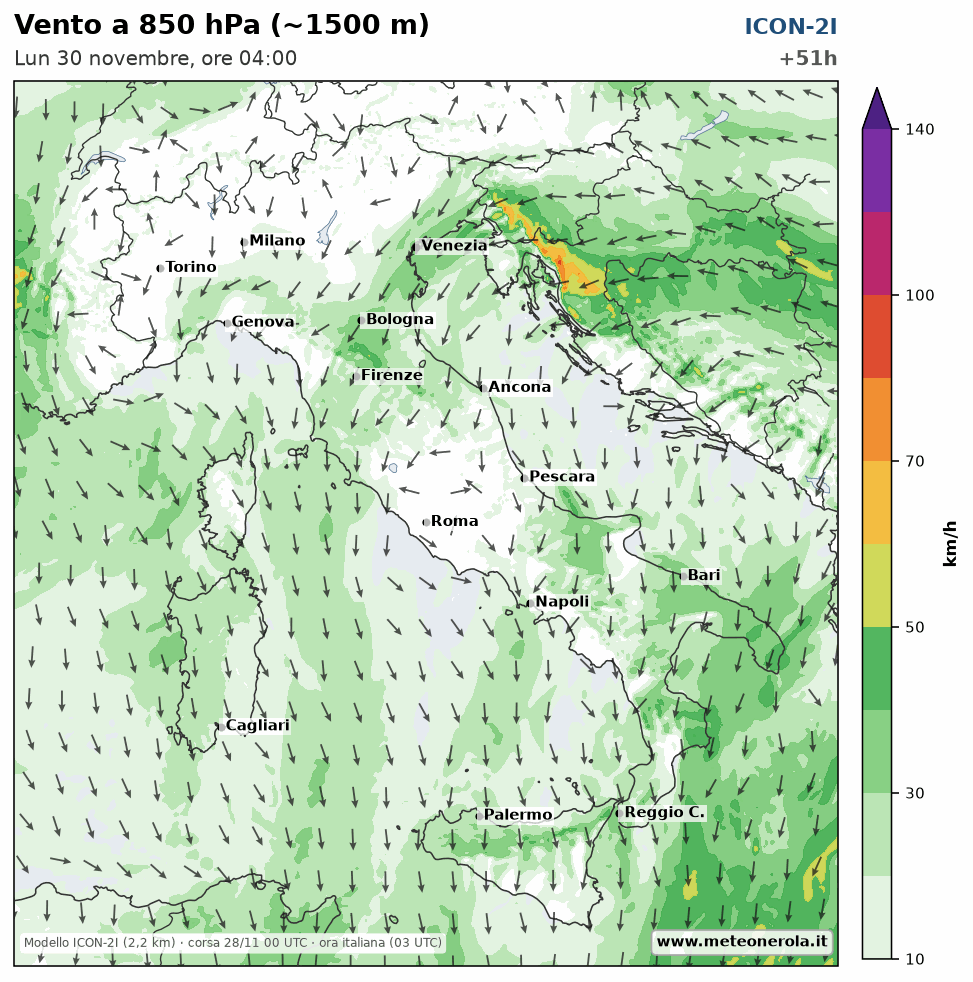 Vento a 850 hPa (~1500 m)
ICON-2I
Lun 30 novembre, ore 04:00
+51h
Milano
Venezia
Torino
Genova
Bologna
Firenze
Ancona
Pescara
Roma
Bari
Napoli
Cagliari
Palermo
Reggio C.
140
100
70
50
30
10
km/h
Modello ICON-2I (2,2 km) · corsa 28/11 00 UTC · ora italiana (03 UTC)
www.meteonerola.it